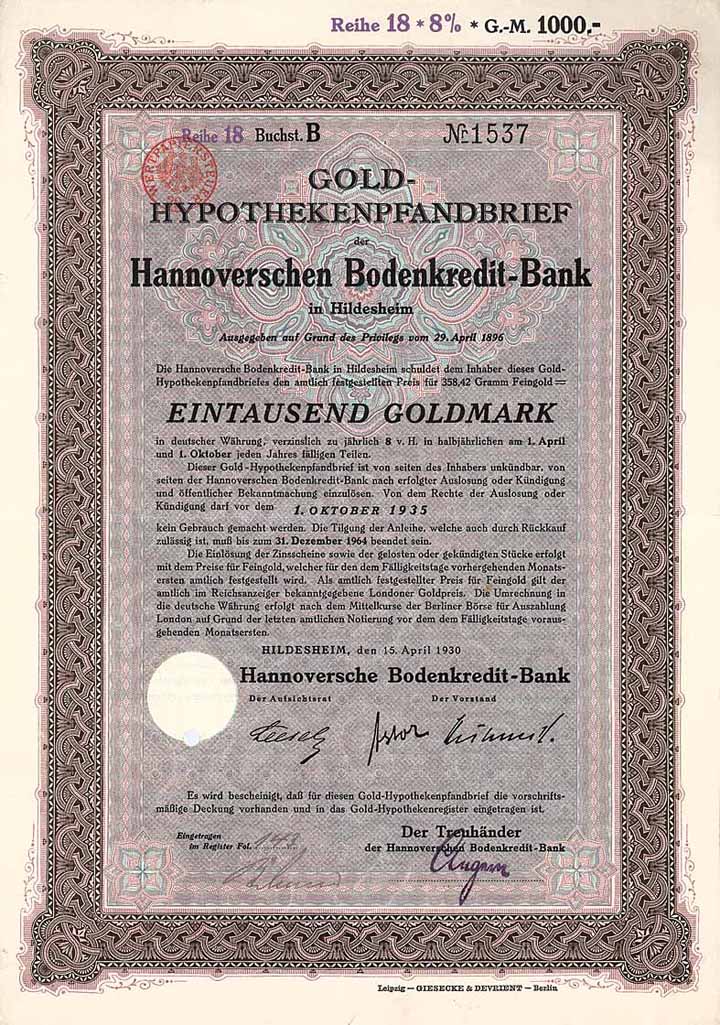 Reihe 18 * 8% * G.-M. 1000.-
Reihe 18 Buchst. B № 1537
WERTPAPIERSTEUER
GOLD-
HYPOTHEKENPFANDBRIEF
der
Hannoverschen Bodenkredit-Bank
in Hildesheim
Ausgegeben auf Grund des Privilegs vom 29. April 1896
Die Hannoversche Bodenkredit-Bank in Hildesheim schuldet dem Inhaber dieses Gold-
Hypothekenpfandbriefes den amtlich festgestellten Preis für 358,42 Gramm Feingold =
EINTAUSEND GOLDMARK
in deutscher Währung, verzinslich zu jährlich 8 v. H. in halbjährlichen am 1. April
und 1. Oktober jeden Jahres fälligen Teilen.
Dieser Gold-Hypothekenpfandbrief ist von seiten des Inhabers unkündbar, von
seiten der Hannoverschen Bodenkredit-Bank nach erfolgter Auslosung oder Kündigung
und öffentlicher Bekanntmachung einzulösen. Von dem Rechte der Auslosung oder
Kündigung darf vor dem 1. OKTOBER 1935
kein Gebrauch gemacht werden. Die Tilgung der Anleihe, welche auch durch Rückkauf
zulässig ist, muß bis zum 31. Dezember 1964 beendet sein.
Die Einlösung der Zinsscheine sowie der gelosten oder gekündigten Stücke erfolgt
mit dem Preise für Feingold, welcher für den dem Fälligkeitstage vorhergehenden Monats-
ersten amtlich festgestellt wird. Als amtlich festgestellter Preis für Feingold gilt der
amtlich im Reichsanzeiger bekanntgegebene Londoner Goldpreis. Die Umrechnung in
die deutsche Währung erfolgt nach dem Mittelkurse der Berliner Börse für Auszahlung
London auf Grund der letzten amtlichen Notierung vor dem dem Fälligkeitstage voraus-
gehenden Monatsersten.
HILDESHEIM, den 15. April 1930
Hannoversche Bodenkredit-Bank
Der Aufsichtsrat Der Vorstand
Es wird bescheinigt, daß für diesen Gold-Hypothekenpfandbrief die vorschrifts-
mäßige Deckung vorhanden und in das Gold-Hypothekenregister eingetragen ist.
Eingetragen
im Register Fol.
Der Treuhänder
der Hannoverschen Bodenkredit-Bank
Leipzig — GIESECKE & DEVRIENT — Berlin